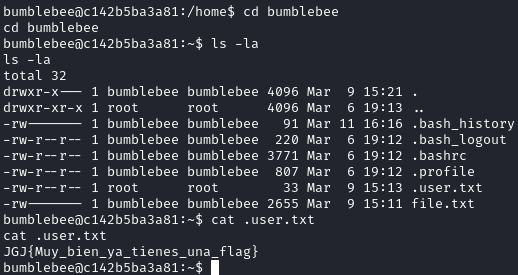 bumblebee@c142b5ba3a81:/home$ cd bumblebee
cd bumblebee
bumblebee@c142b5ba3a81:~$ ls -la
ls -la
total 32
drwxr-x--- 1 bumblebee bumblebee 4096 Mar  9 15:21 .
drwxr-xr-x 1 root      root      4096 Mar  6 19:13 ..
-rw------- 1 bumblebee bumblebee   91 Mar 11 16:16 .bash_history
-rw-r--r-- 1 bumblebee bumblebee  220 Mar  6 19:12 .bash_logout
-rw-r--r-- 1 bumblebee bumblebee 3771 Mar  6 19:12 .bashrc
-rw-r--r-- 1 bumblebee bumblebee  807 Mar  6 19:12 .profile
-rw-r--r-- 1 root      root        33 Mar  9 15:13 .user.txt
-rw------- 1 bumblebee bumblebee 2655 Mar  9 15:11 file.txt
bumblebee@c142b5ba3a81:~$ cat .user.txt
cat .user.txt
JGJ{Muy_bien_ya_tienes_una_flag}
bumblebee@c142b5ba3a81:~$